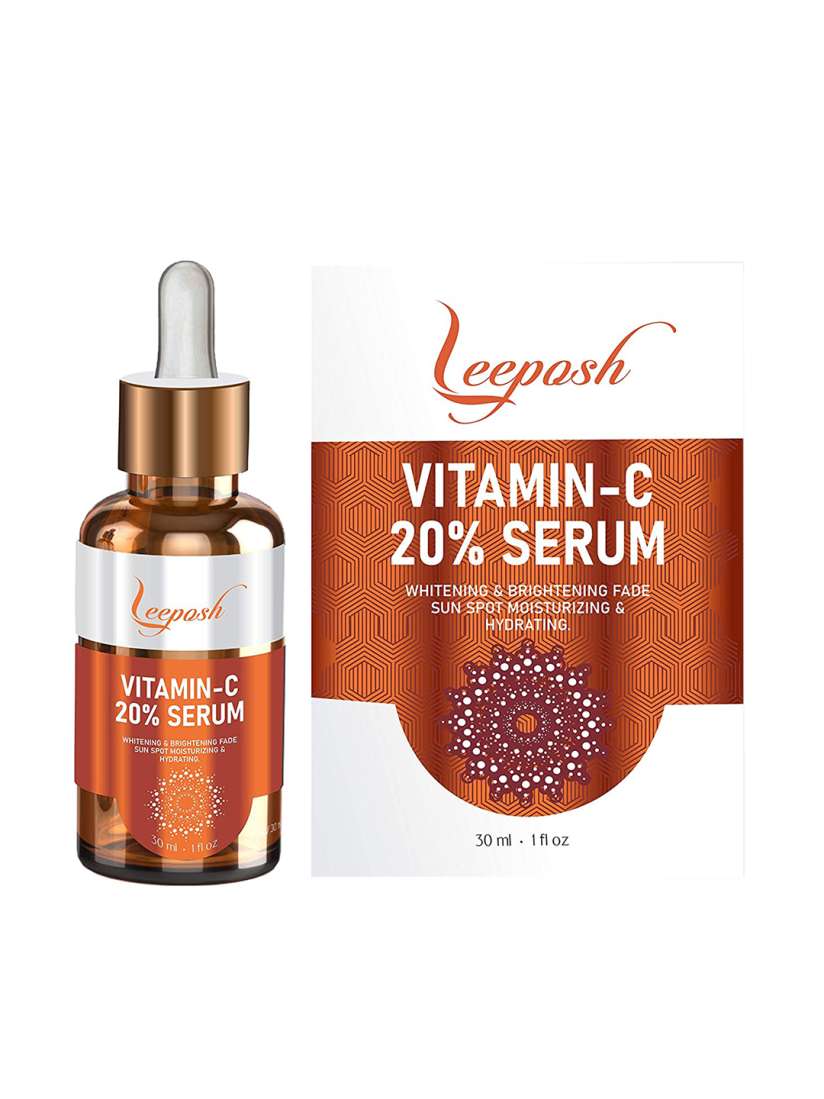 Leeposh
VITAMIN-C
20% SERUM
WHITENING & BRIGHTENING FADE
SUN SPOT MOISTURIZING &
HYDRATING.
30 ml · 1 fl oz
Leeposh
VITAMIN-C
20% SERUM
WHITENING & BRIGHTENING FADE
SUN SPOT MOISTURIZING &
HYDRATING.
30 ml · 1 fl oz